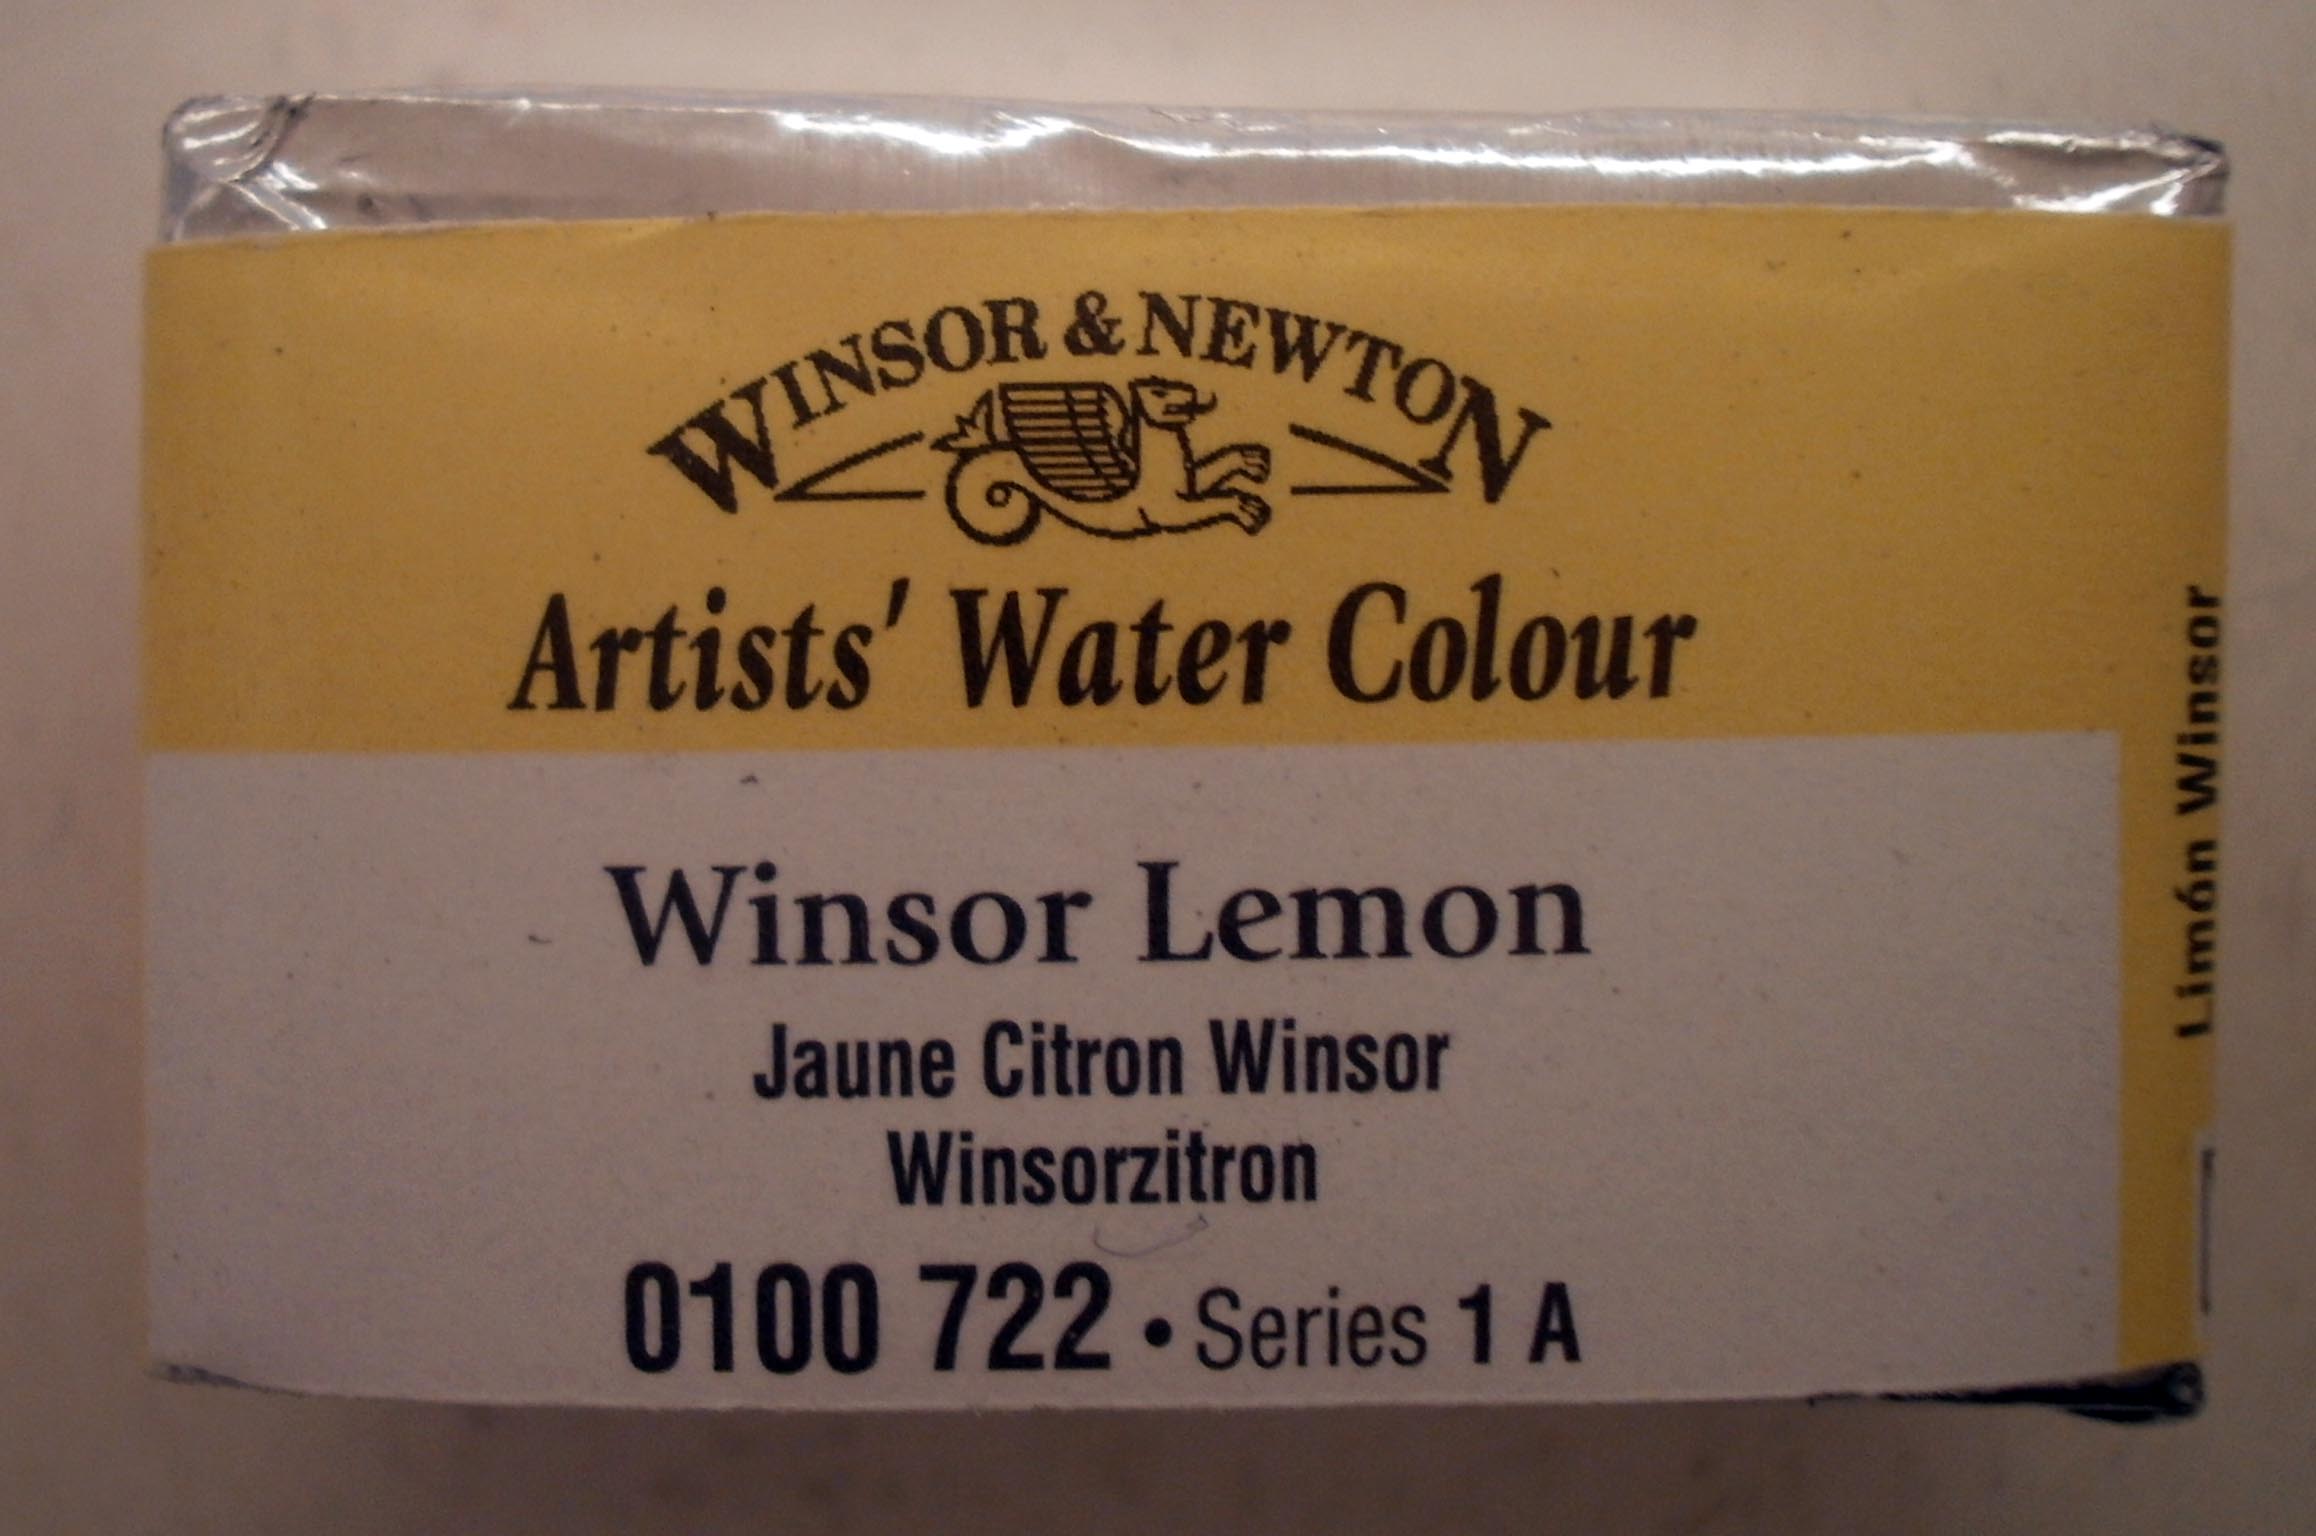 WINSOR & NEWTON
Artists' Water Colour
Winsor Lemon
Jaune Citron Winsor
Winsorzitron
0100 722 • Series 1 A
Limón Winsor